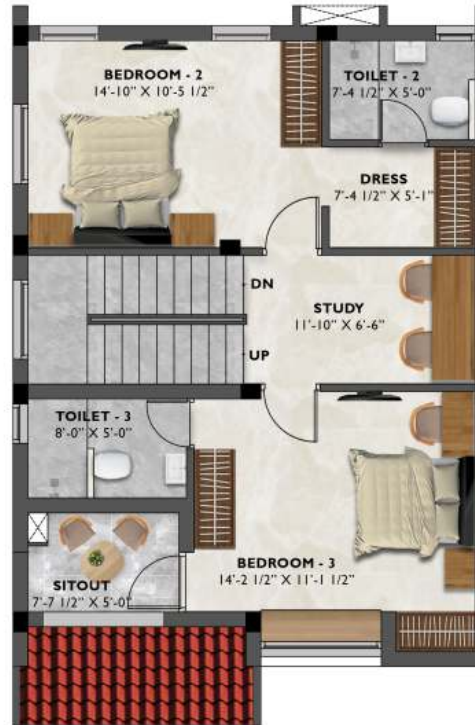 BEDROOM - 2
14'-10" X 10'-5 1/2"
TOILET - 2
7'-4 1/2" X 5'-0"
DRESS
7'-4 1/2" X 5'-1"
DN
STUDY
11'-10" X 6'-6"
UP
TOILET - 3
8'-0" X 5'-0"
BEDROOM - 3
14'-2 1/2" X 11'-1 1/2"
SITOUT
7'-7 1/2" X 5'-0"